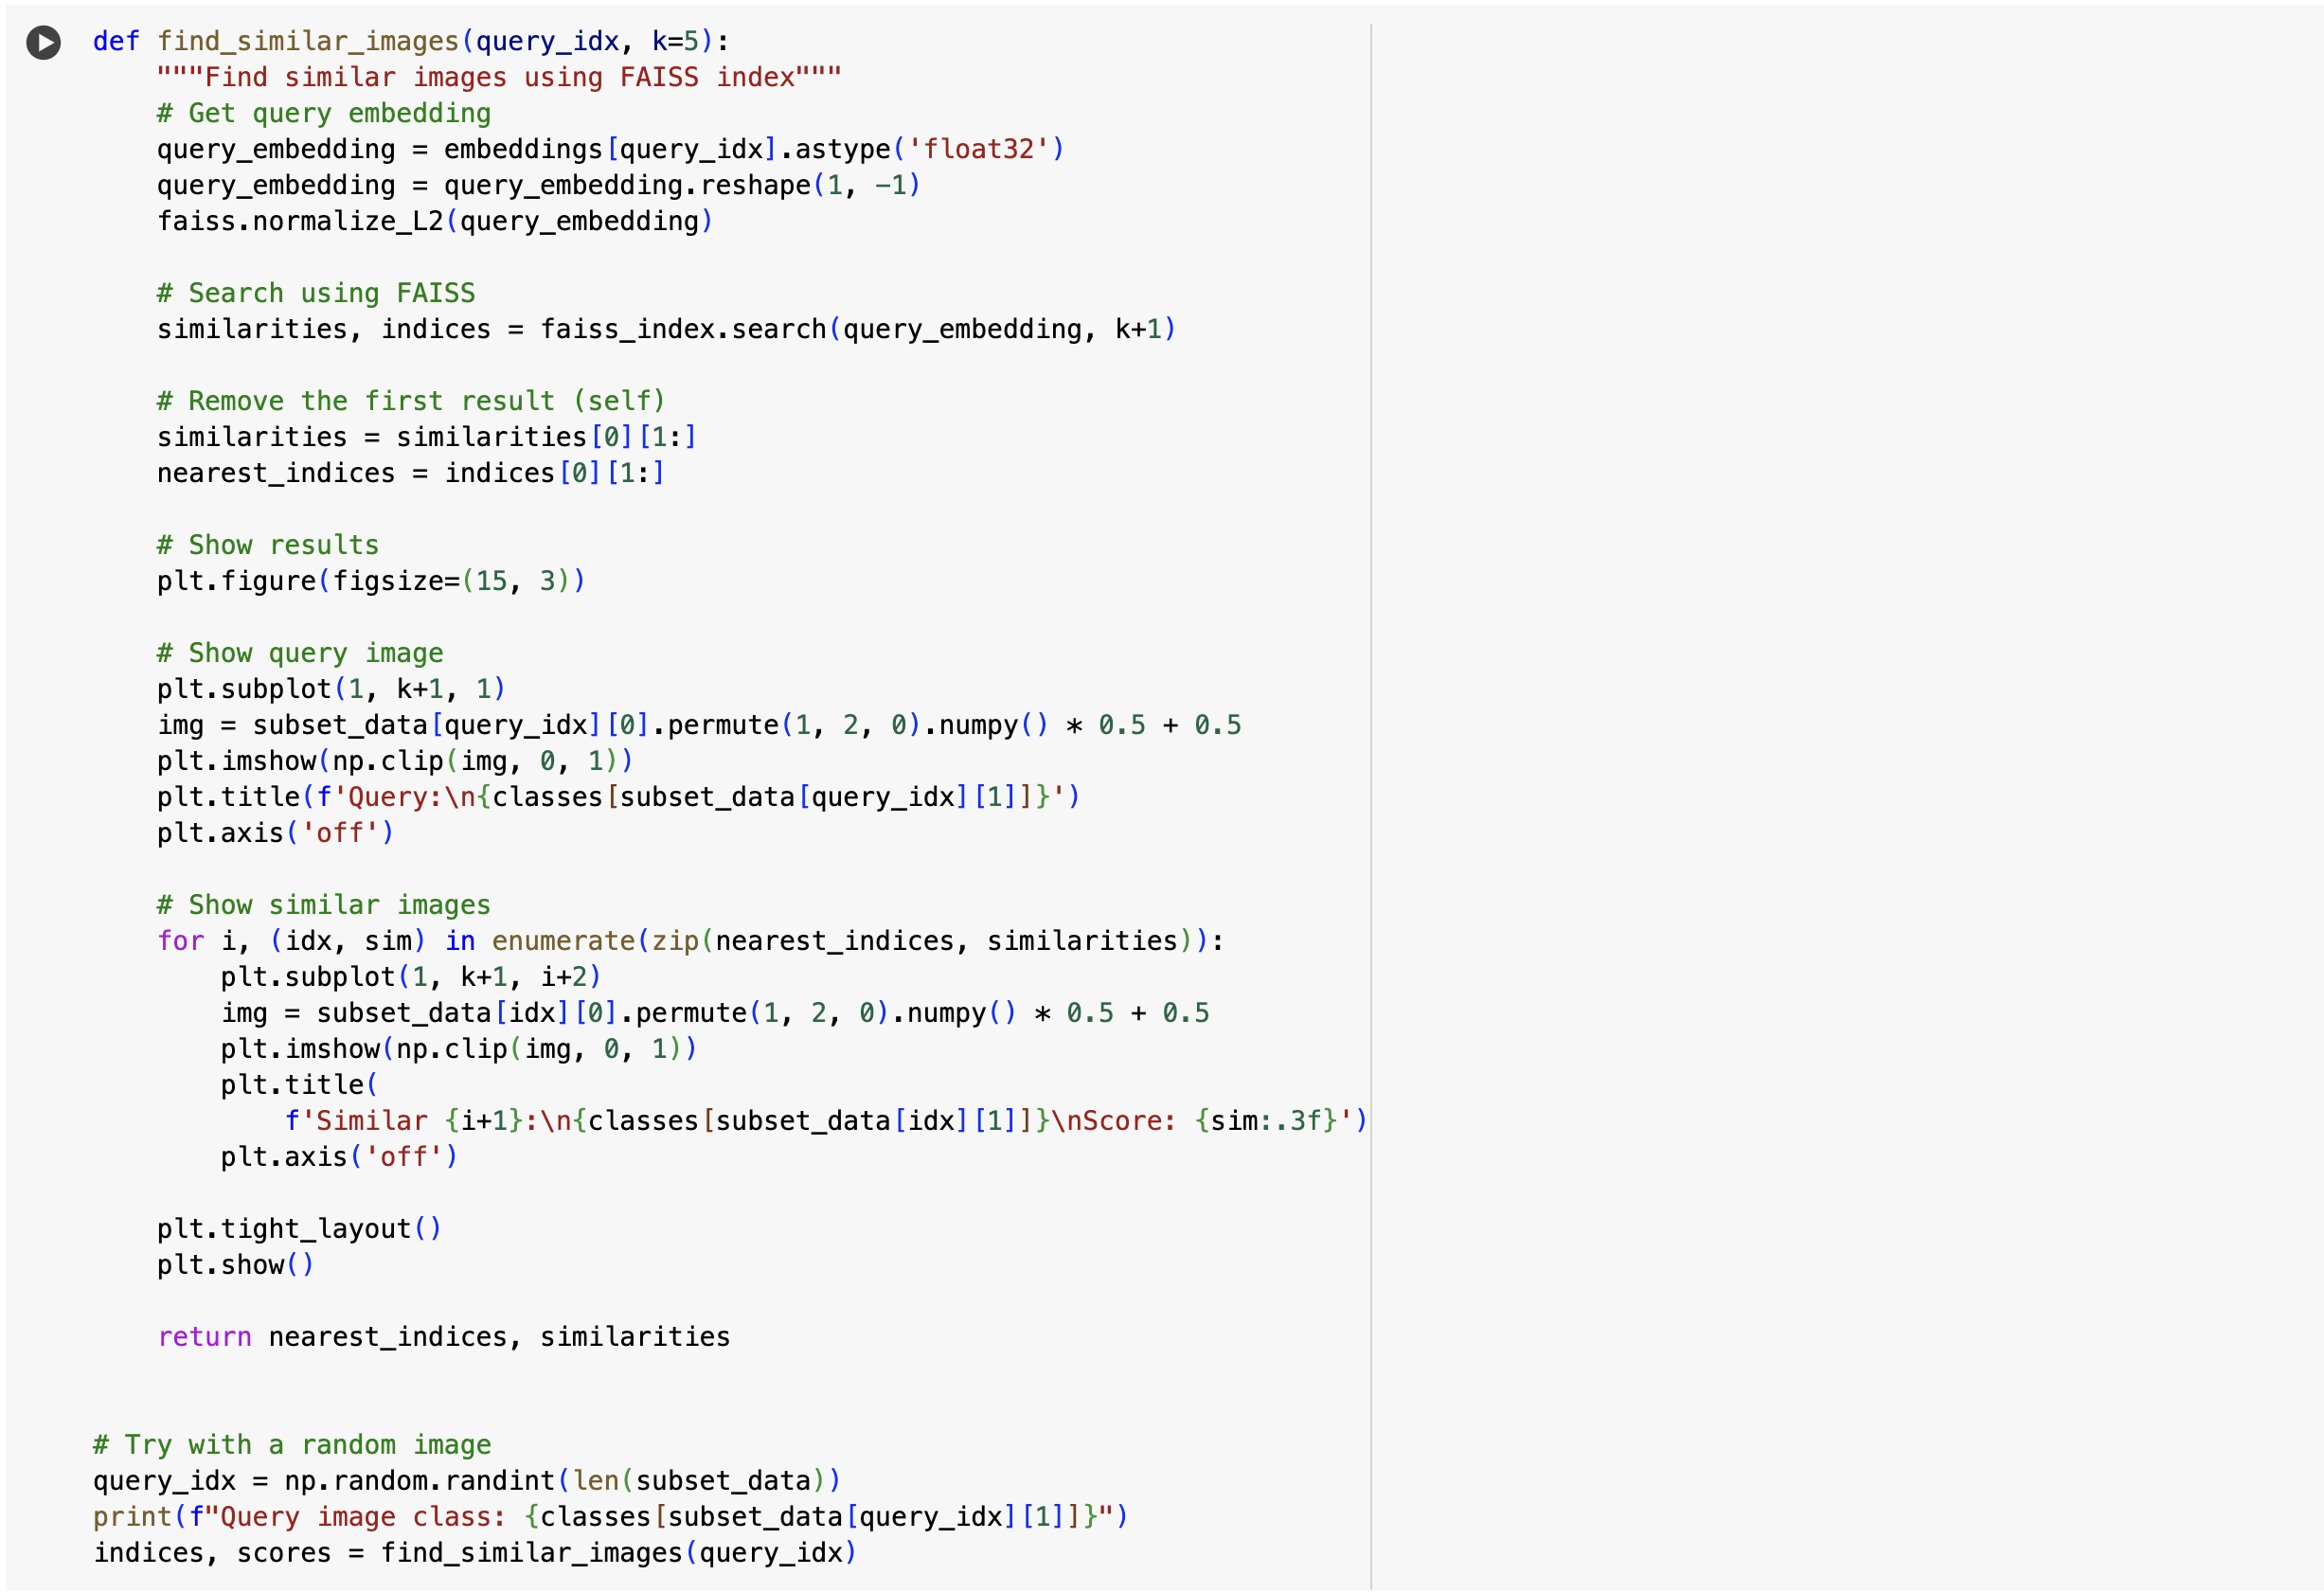 def find_similar_images(query_idx, k=5):
    """Find similar images using FAISS index"""
    # Get query embedding
    query_embedding = embeddings[query_idx].astype('float32')
    query_embedding = query_embedding.reshape(1, -1)
    faiss.normalize_L2(query_embedding)

    # Search using FAISS
    similarities, indices = faiss_index.search(query_embedding, k+1)

    # Remove the first result (self)
    similarities = similarities[0][1:]
    nearest_indices = indices[0][1:]

    # Show results
    plt.figure(figsize=(15, 3))

    # Show query image
    plt.subplot(1, k+1, 1)
    img = subset_data[query_idx][0].permute(1, 2, 0).numpy() * 0.5 + 0.5
    plt.imshow(np.clip(img, 0, 1))
    plt.title(f'Query:\n{classes[subset_data[query_idx][1]]}')
    plt.axis('off')

    # Show similar images
    for i, (idx, sim) in enumerate(zip(nearest_indices, similarities)):
        plt.subplot(1, k+1, i+2)
        img = subset_data[idx][0].permute(1, 2, 0).numpy() * 0.5 + 0.5
        plt.imshow(np.clip(img, 0, 1))
        plt.title(
            f'Similar {i+1}:\n{classes[subset_data[idx][1]]}\nScore: {sim:.3f}')
        plt.axis('off')

    plt.tight_layout()
    plt.show()

    return nearest_indices, similarities


# Try with a random image
query_idx = np.random.randint(len(subset_data))
print(f"Query image class: {classes[subset_data[query_idx][1]]}")
indices, scores = find_similar_images(query_idx)